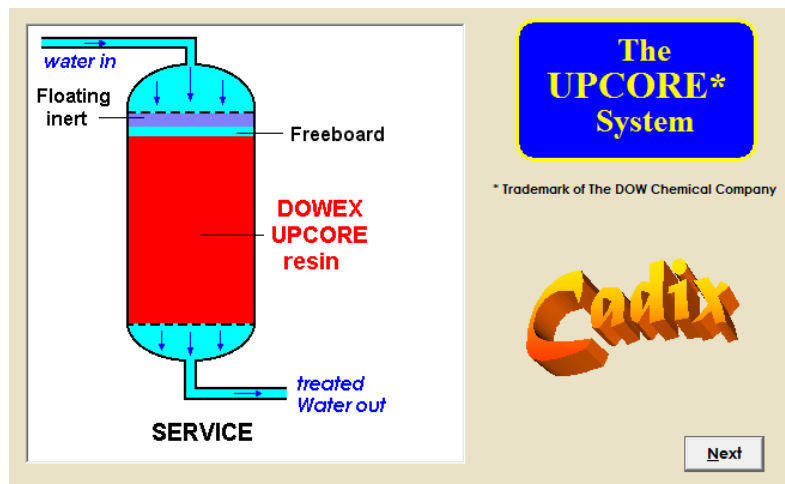 water in
Floating
inert
Freeboard
DOWEX
UPCORE
resin
treated
Water out
SERVICE
The
UPCORE*
System
* Trademark of The DOW Chemical Company
Cadix
Next